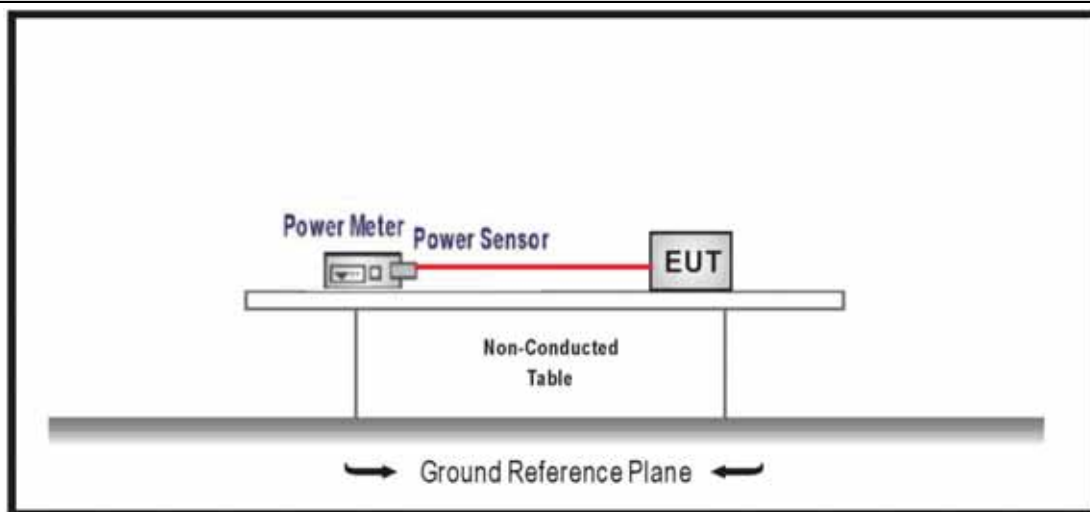 Power Meter
Power Sensor
EUT
Non-Conducted
Table
Ground Reference Plane